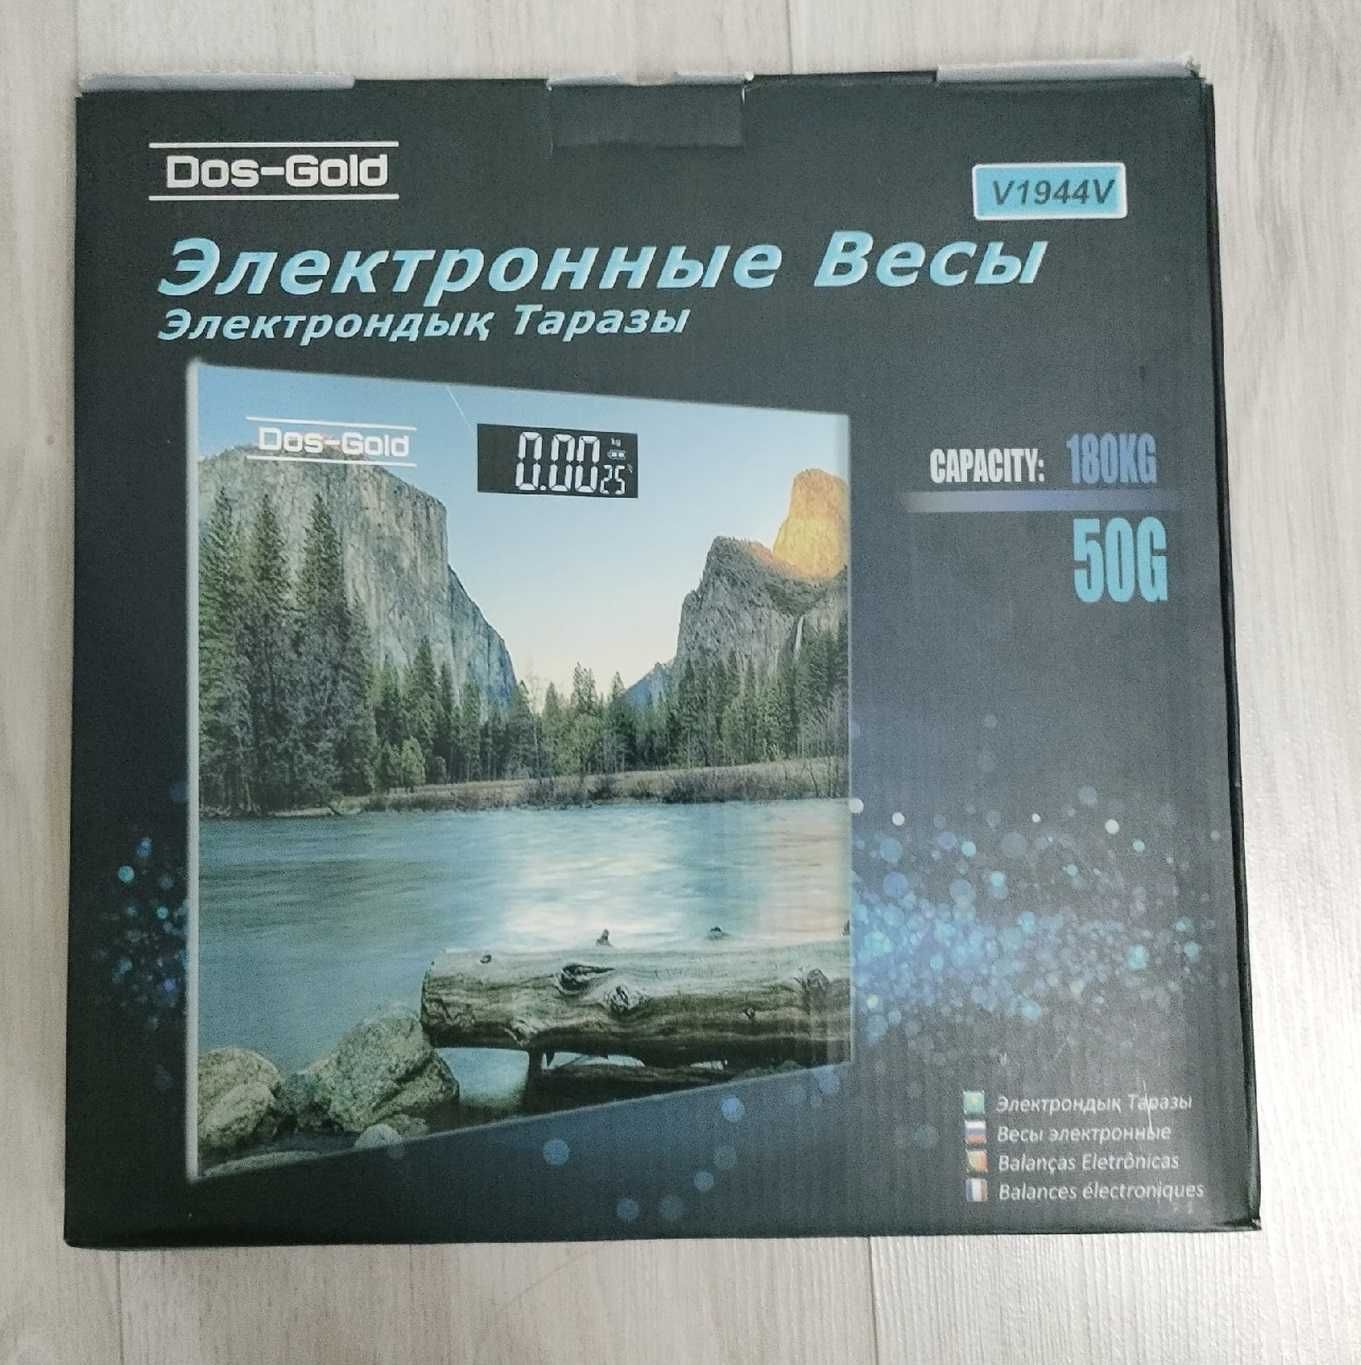 Dos-Gold
V1944V
Электронные Весы
Электрондық Таразы
Dos-Gold
0.00
kg
25
CAPACITY: 180KG
50G
Электрондық Таразы
Весы электронные
Balanças Eletrônicas
Balances électroniques